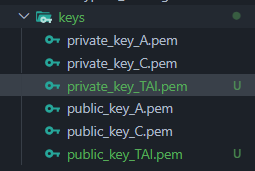 keys
private_key_A.pem
private_key_C.pem
private_key_TAI.pem U
public_key_A.pem
public_key_C.pem
public_key_TAI.pem U